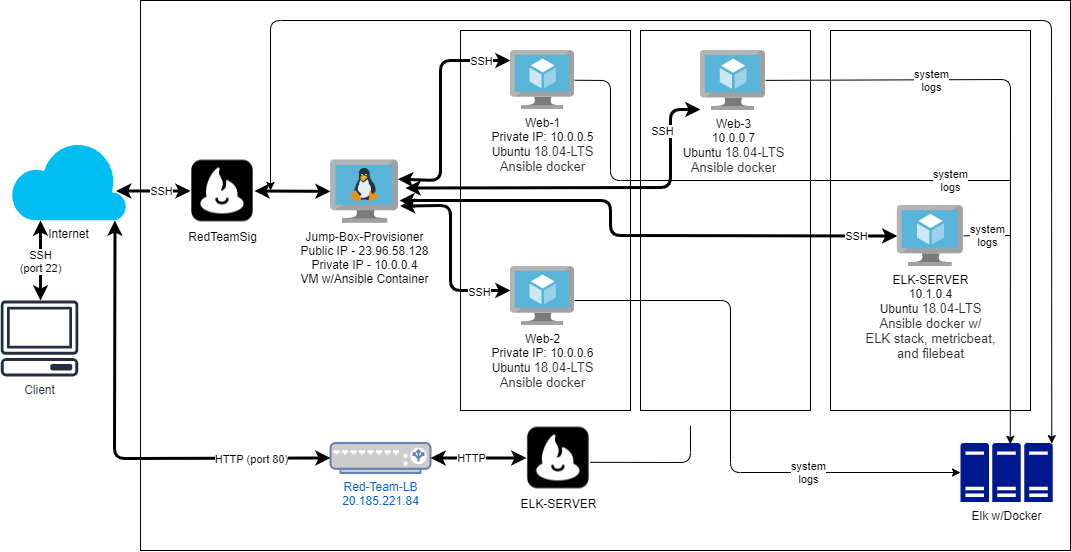 SSH
Web-1
Private IP: 10.0.0.5
Ubuntu 18.04-LTS
Ansible docker
SSH
Web-3
10.0.0.7
Ubuntu 18.04-LTS
Ansible docker
system
logs
system
logs
Internet
SSH
RedTeamSig
Jump-Box-Provisioner
Public IP - 23.96.58.128
Private IP - 10.0.0.4
VM w/Ansible Container
SSH
system
logs
ELK-SERVER
10.1.0.4
Ubuntu 18.04-LTS
Ansible docker w/
ELK stack, metricbeat,
and filebeat
SSH
(port 22)
Client
SSH
Web-2
Private IP: 10.0.0.6
Ubuntu 18.04-LTS
Ansible docker
HTTP (port 80)
Red-Team-LB
20.185.221.84
HTTP
ELK-SERVER
system
logs
Elk w/Docker